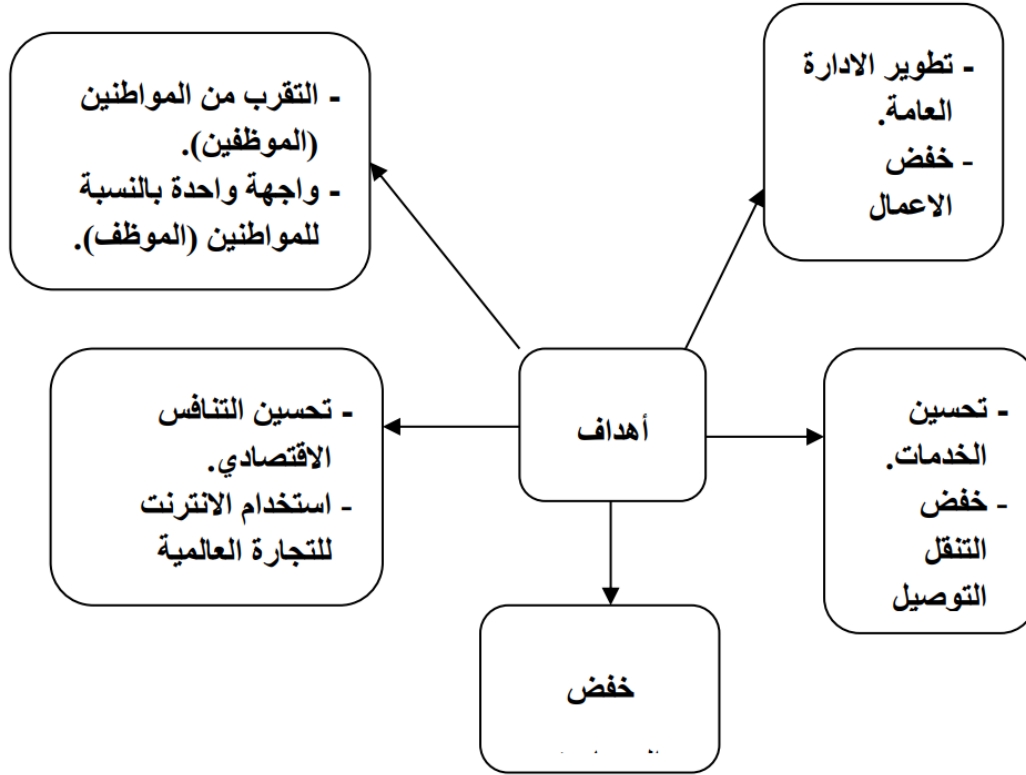 - تطوير الادارة
العامة.
- خفض
الاعمال
- التقرب من المواطنين
(الموظفين).
- واجهة واحدة بالنسبة
للمواطنين (الموظف).
أهداف
- تحسين
الخدمات.
- خفض
التنقل
التوصيل
- تحسين التنافس
الاقتصادي.
- استخدام الانترنت
للتجارة العالمية
خفض